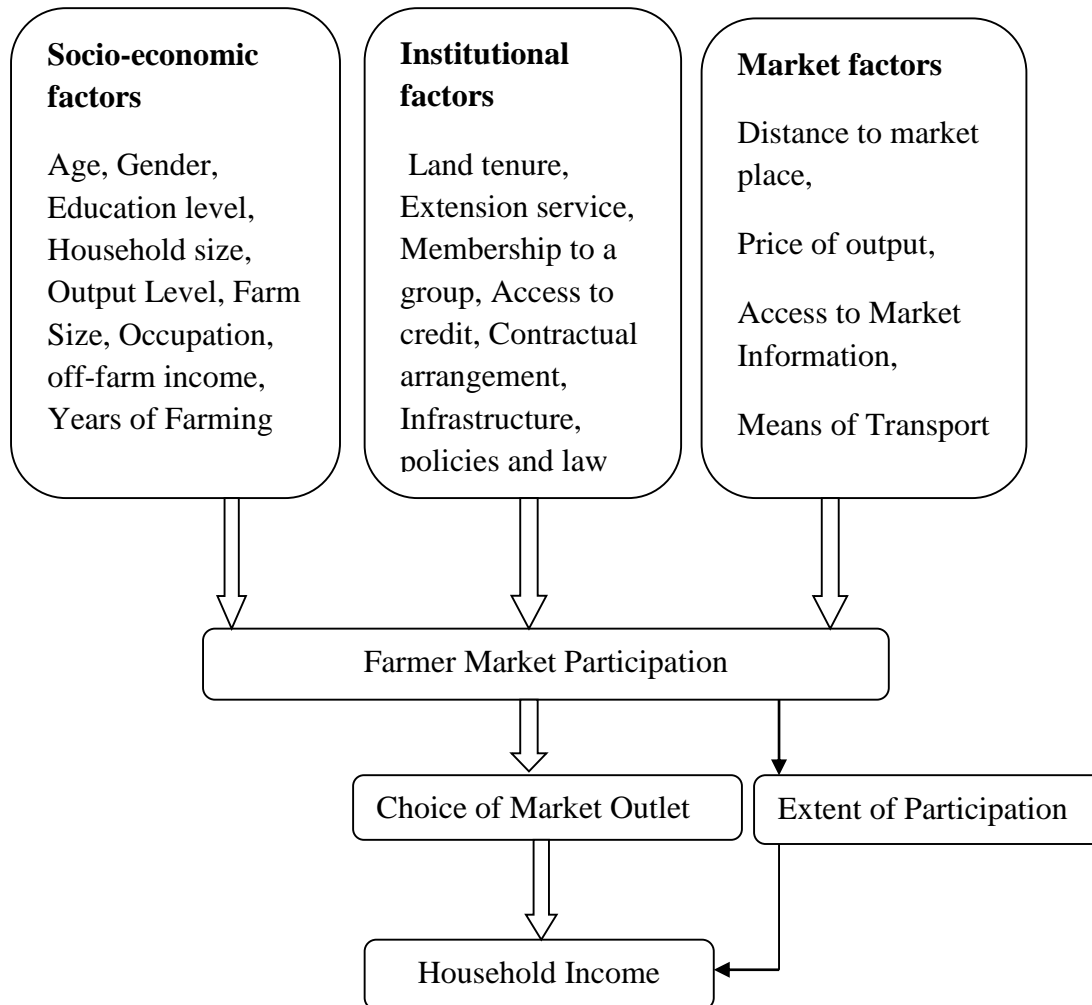 Socio-economic
factors
Age, Gender,
Education level,
Household size,
Output Level, Farm
Size, Occupation,
off-farm income,
Years of Farming
Institutional
factors
Land tenure,
Extension service,
Membership to a
group, Access to
credit, Contractual
arrangement,
Infrastructure,
policies and law
Market factors
Distance to market
place,
Price of output,
Access to Market
Information,
Means of Transport
Farmer Market Participation
Choice of Market Outlet
Extent of Participation
Household Income